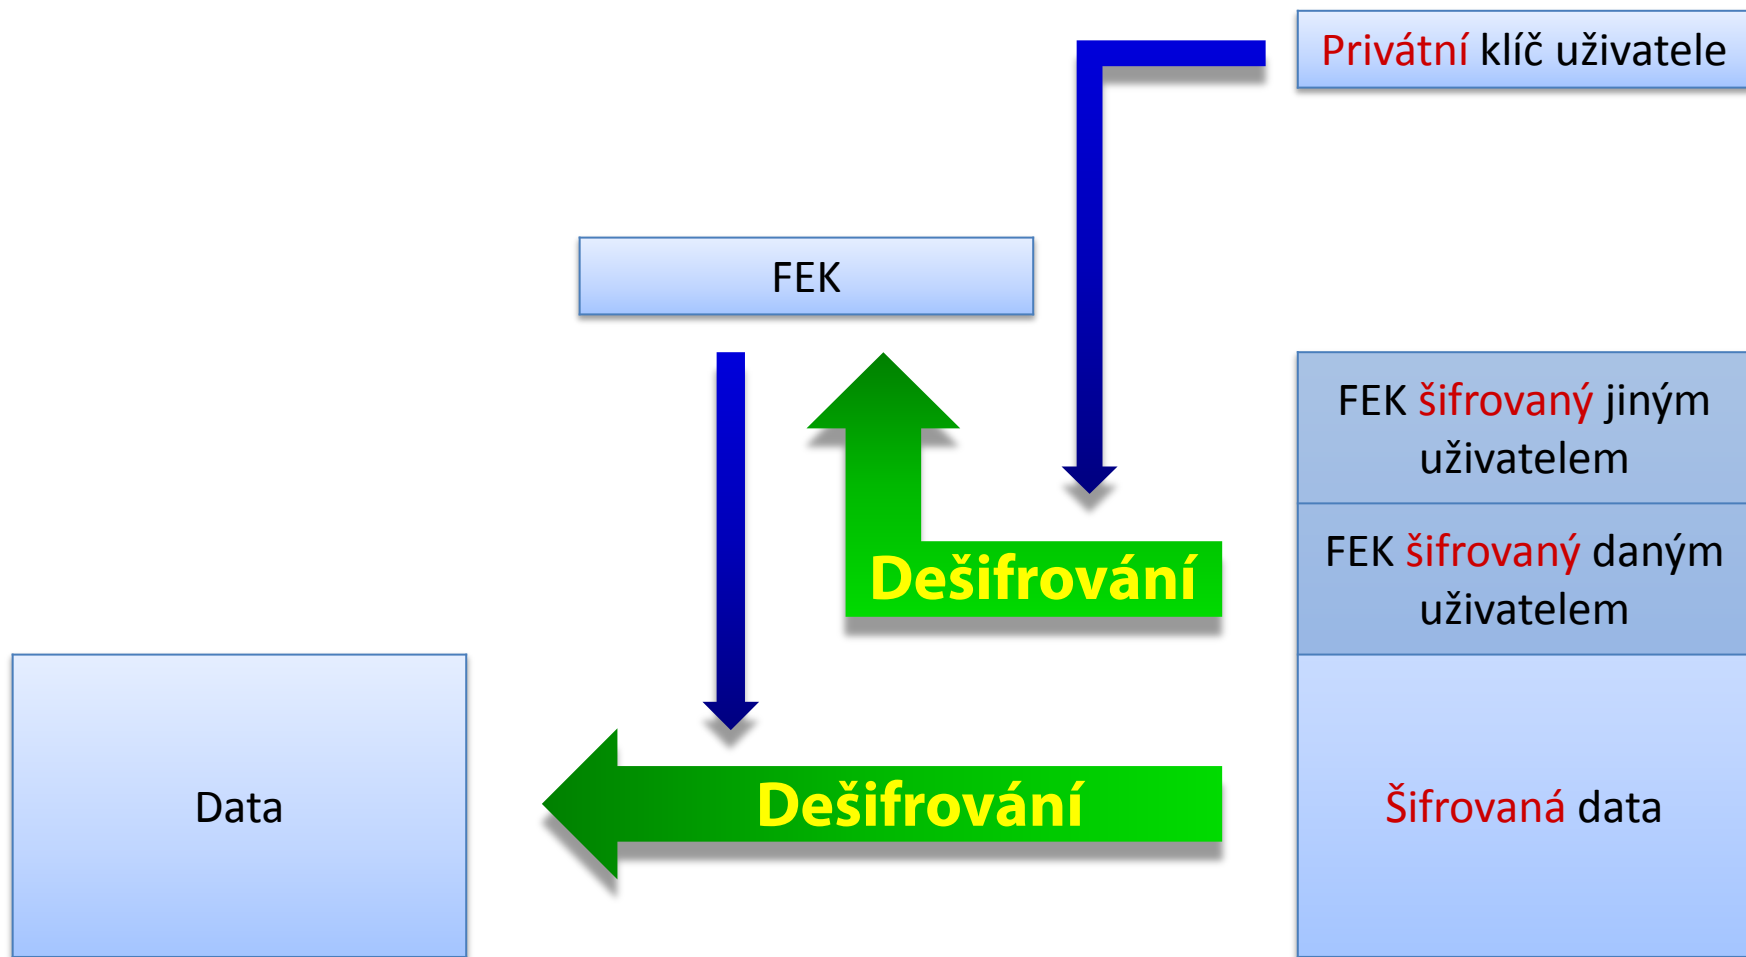 Privátní klíč uživatele
FEK
FEK šifrovaný jiným
uživatelem
FEK šifrovaný daným
uživatelem
Dešifrování
Data
Dešifrování
Šifrovaná data